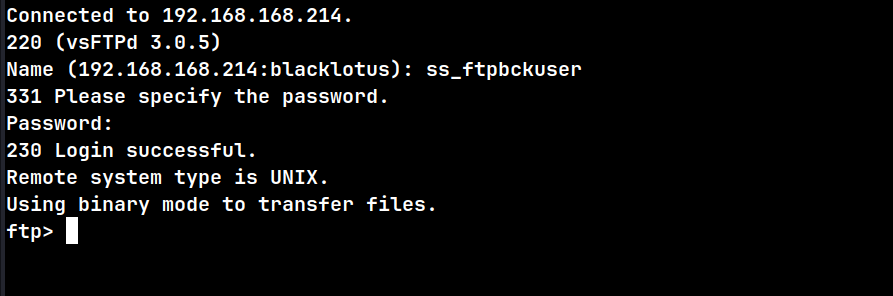 Connected to 192.168.168.214.
220 (vsFTPd 3.0.5)
Name (192.168.168.214:blacklotus): ss_ftpbckuser
331 Please specify the password.
Password:
230 Login successful.
Remote system type is UNIX.
Using binary mode to transfer files.
ftp>